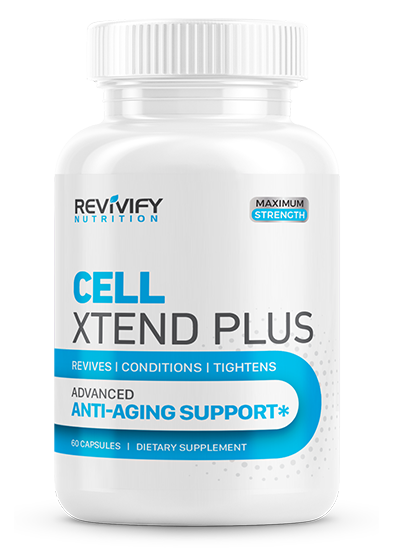 REVIVIFY
NUTRITION
MAXIMUM
STRENGTH
CELL
XTEND PLUS
REVIVES | CONDITIONS | TIGHTENS
ADVANCED
ANTI-AGING SUPPORT*
60 CAPSULES | DIETARY SUPPLEMENT